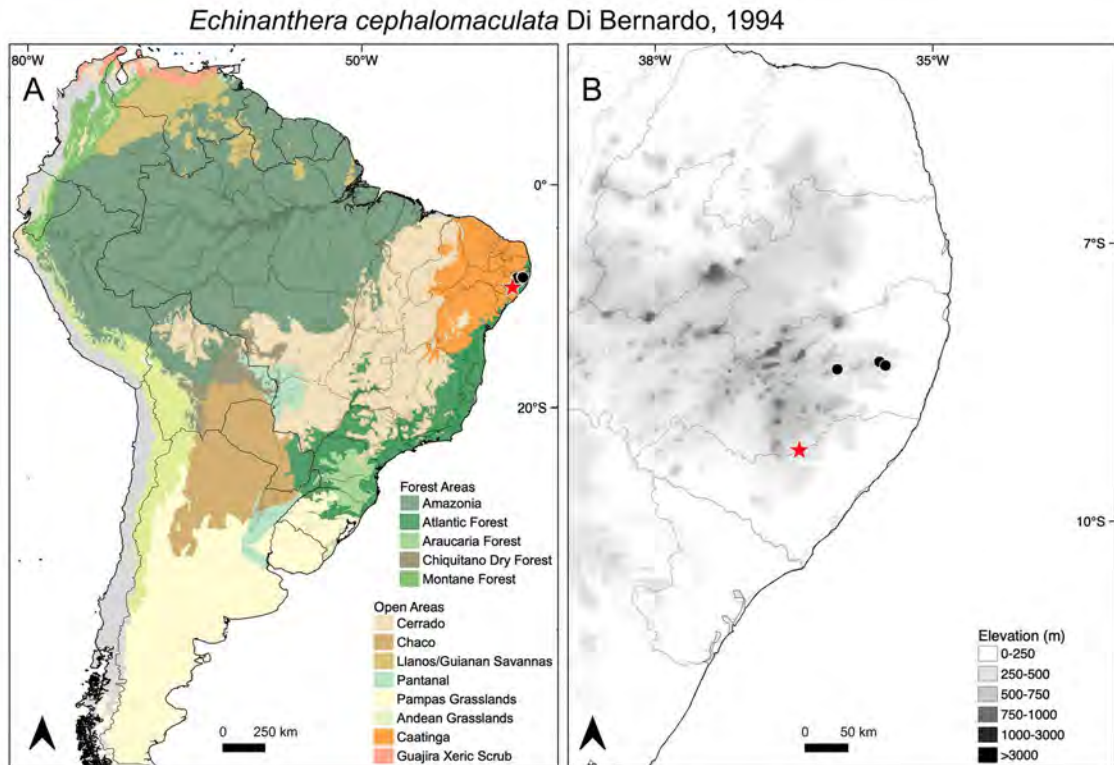 Echinanthera cephalomaculata Di Bernardo, 1994
80°W
50°W
A
0°
20°S
Forest Areas
Amazonia
Atlantic Forest
Araucaria Forest
Chiquitano Dry Forest
Montane Forest
Open Areas
Cerrado
Chaco
Llanos/Guianan Savannas
Pantanal
Pampas Grasslands
Andean Grasslands
Caatinga
Guajira Xeric Scrub
0 250 km
B
38°W
35°W
7°S
10°S
Elevation (m)
0-250
250-500
500-750
750-1000
1000-3000
>3000
0 50 km